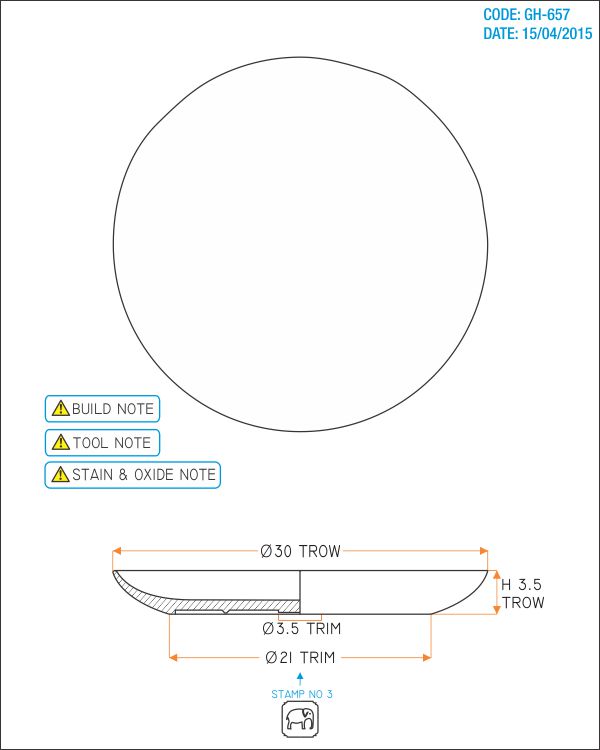 CODE: GH-657
DATE: 15/04/2015
BUILD NOTE
TOOL NOTE
STAIN & OXIDE NOTE
Ø30 TROW
H 3.5
TROW
Ø3.5 TRIM
Ø21 TRIM
STAMP NO 3